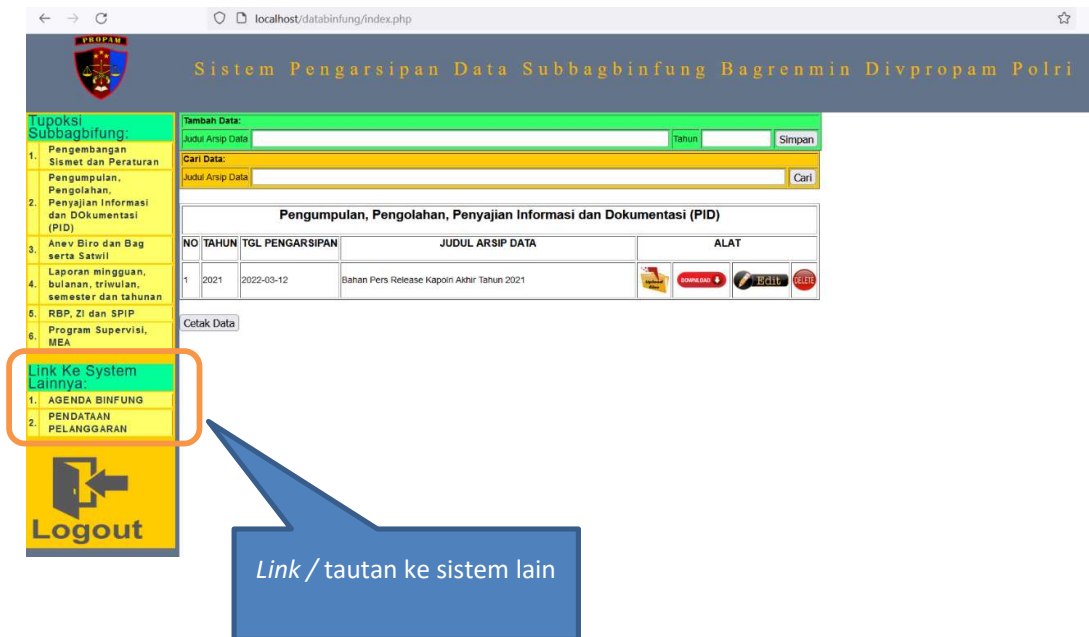 localhost/databinfung/index.php
PROPAM
Sistem Pengarsipan Data Subbagbinfung Bagrenmin Divpropam Polri
Tupoksi
Subbagbifung:
1. Pengembangan
Sismet dan Peraturan
2. Pengumpulan,
Pengolahan,
Penyajian Informasi
dan DOkumentasi
(PID)
3. Anev Biro dan Bag
serta Satwil
4. Laporan mingguan,
bulanan, triwulan,
semester dan tahunan
5. RBP, ZI dan SPIP
6. Program Supervisi,
MEA
Link Ke System
Lainnya:
1. AGENDA BINFUNG
2. PENDATAAN
PELANGGARAN
Logout
Tambah Data:
Judul Arsip Data Tahun Simpan
Cari Data:
Judul Arsip Data Cari
Pengumpulan, Pengolahan, Penyajian Informasi dan Dokumentasi (PID)
NO TAHUN TGL PENGARSIPAN JUDUL ARSIP DATA ALAT
1 2021 2022-03-12 Bahan Pers Release Kapoln Akhir Tahun 2021 Upload files DOWNLOAD Edit DELETE
Cetak Data
Link / tautan ke sistem lain